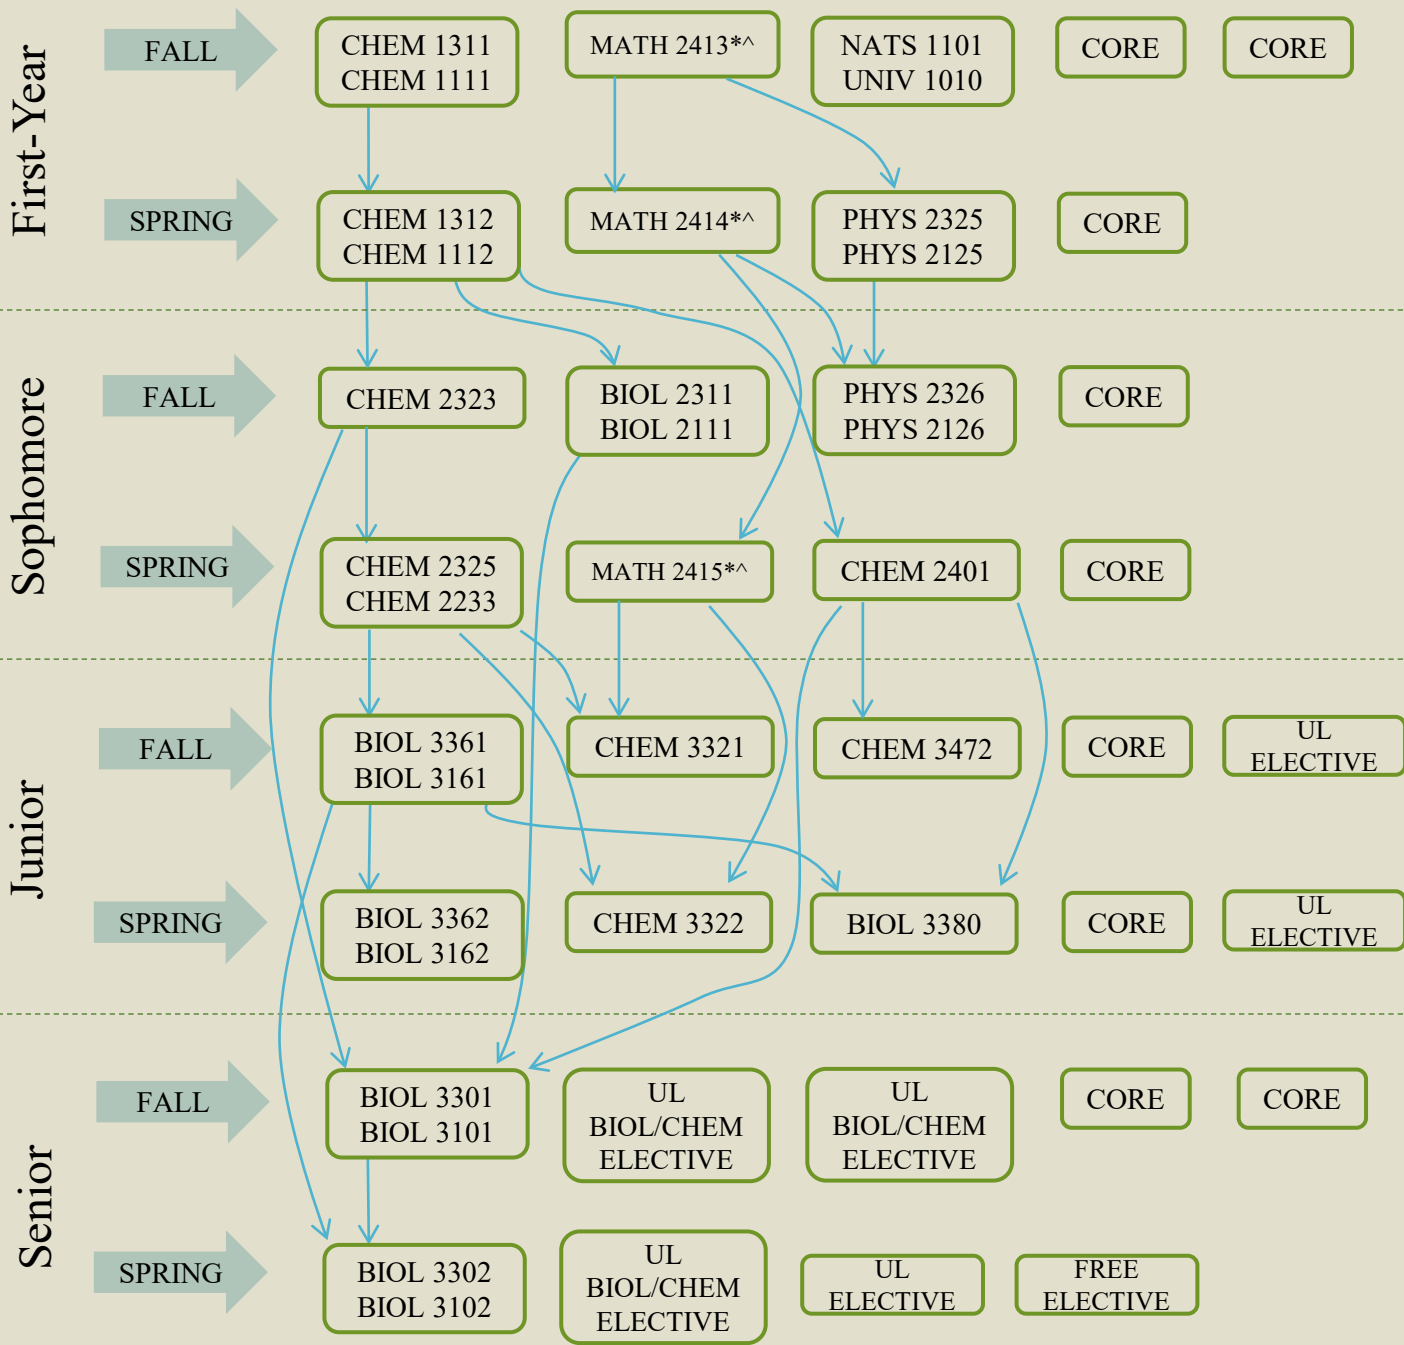 First-Year
FALL
CHEM 1311
CHEM 1111
MATH 2413*^
NATS 1101
UNIV 1010
CORE
CORE
SPRING
CHEM 1312
CHEM 1112
MATH 2414*^
PHYS 2325
PHYS 2125
CORE
Sophomore
FALL
CHEM 2323
BIOL 2311
BIOL 2111
PHYS 2326
PHYS 2126
CORE
SPRING
CHEM 2325
CHEM 2233
MATH 2415*^
CHEM 2401
CORE
Junior
FALL
BIOL 3361
BIOL 3161
CHEM 3321
CHEM 3472
CORE
UL
ELECTIVE
SPRING
BIOL 3362
BIOL 3162
CHEM 3322
BIOL 3380
CORE
UL
ELECTIVE
Senior
FALL
BIOL 3301
BIOL 3101
UL
BIOL/CHEM
ELECTIVE
UL
BIOL/CHEM
ELECTIVE
CORE
CORE
SPRING
BIOL 3302
BIOL 3102
UL
BIOL/CHEM
ELECTIVE
UL
ELECTIVE
FREE
ELECTIVE